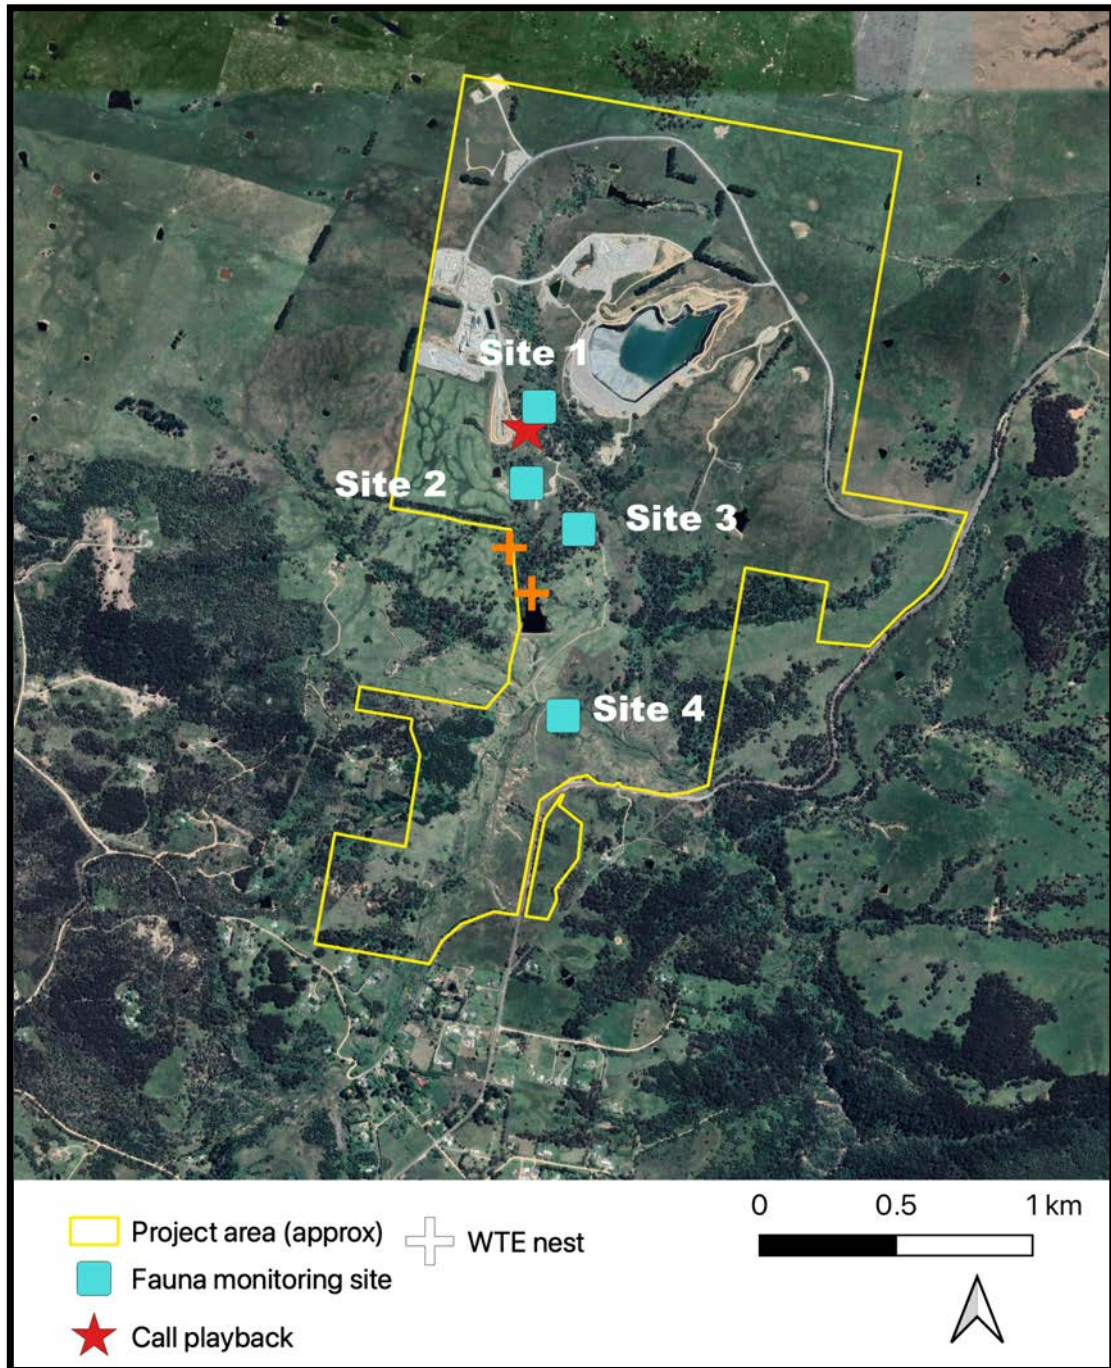 Site 1
Site 2
Site 3
Site 4
Project area (approx)
WTE nest
Fauna monitoring site
Call playback
0 0.5 1 km